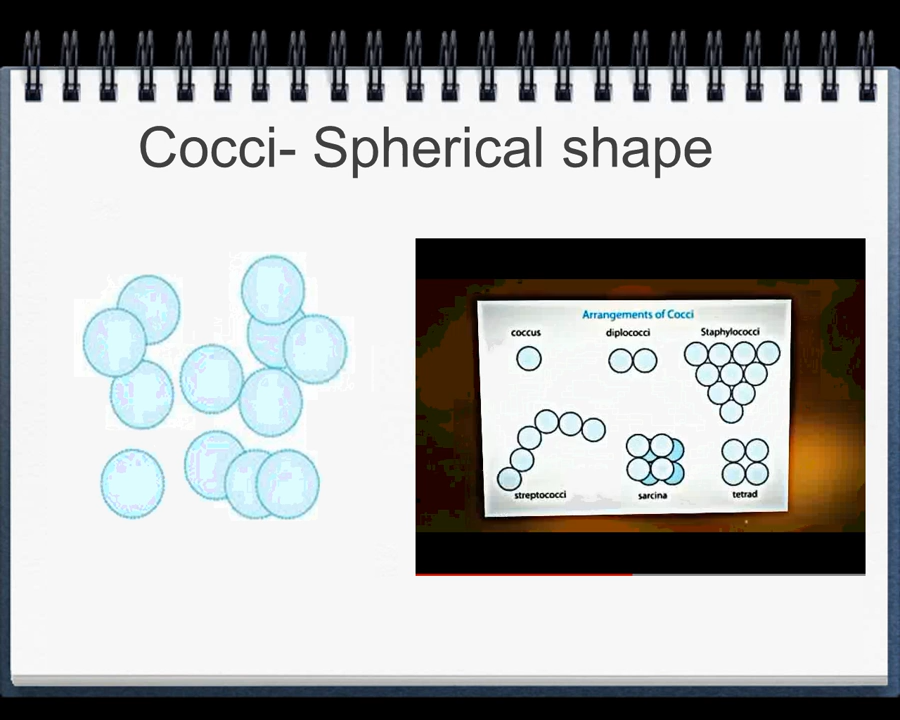 Cocci- Spherical shape
Arrangements of Cocci
coccus
diplococci
Staphylococci
streptococci
sarcina
tetrad